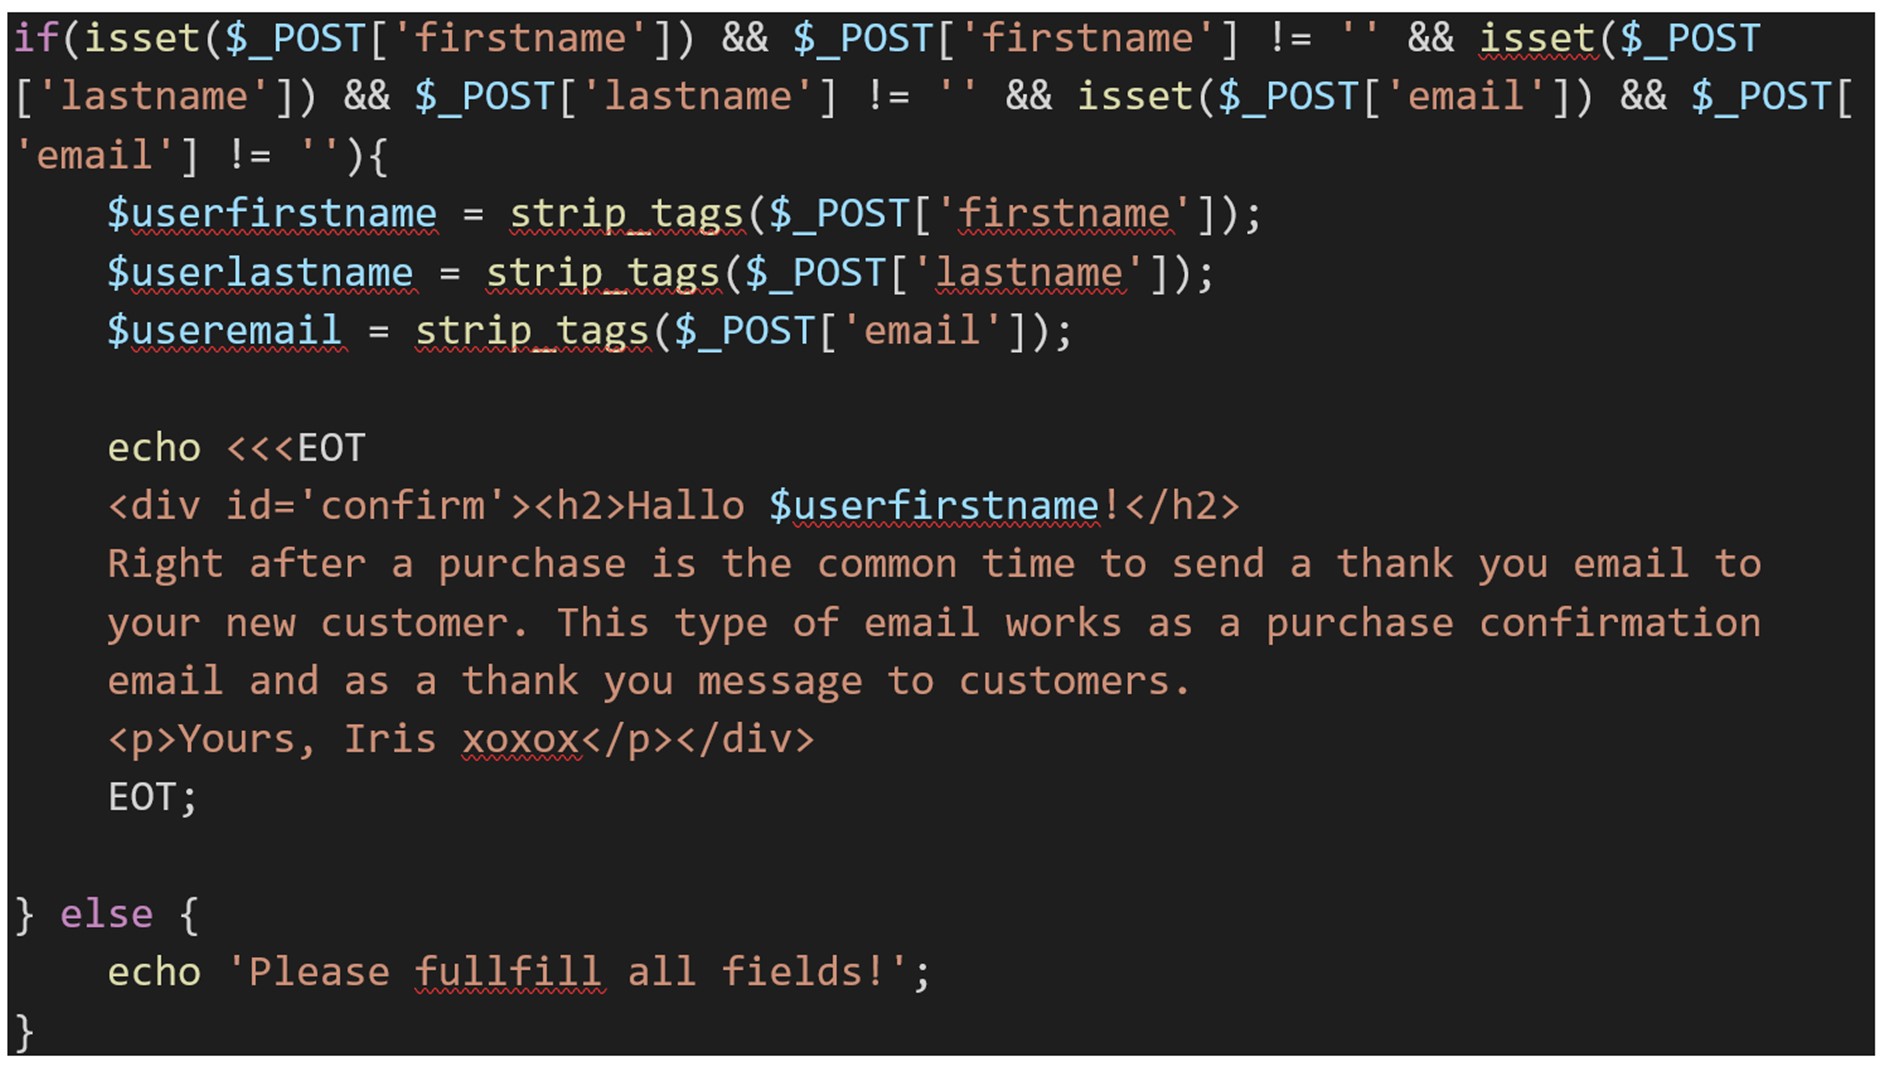 if(isset($_POST['firstname']) && $_POST['firstname'] != '' && isset($_POST
['lastname']) && $_POST['lastname'] != '' && isset($_POST['email']) && $_POST[
'email'] != ''){
    $userfirstname = strip_tags($_POST['firstname']);
    $userlastname = strip_tags($_POST['lastname']);
    $useremail = strip_tags($_POST['email']);
    echo <<<EOT
    <div id='confirm'><h2>Hallo $userfirstname!</h2>
    Right after a purchase is the common time to send a thank you email to
    your new customer. This type of email works as a purchase confirmation
    email and as a thank you message to customers.
    <p>Yours, Iris xoxox</p></div>
    EOT;
} else {
    echo 'Please fullfill all fields!';
}